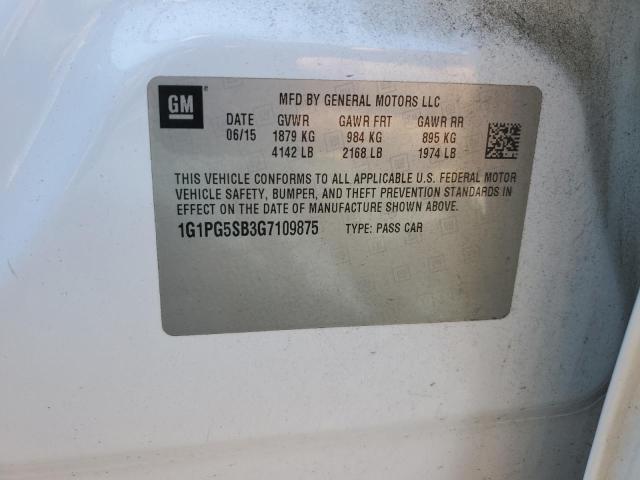 GM
MFD BY GENERAL MOTORS LLC
DATE GVWR GAWR FRT GAWR RR
06/15 1879 KG 984 KG 895 KG
4142 LB 2168 LB 1974 LB
THIS VEHICLE CONFORMS TO ALL APPLICABLE U.S. FEDERAL MOTOR
VEHICLE SAFETY, BUMPER, AND THEFT PREVENTION STANDARDS IN
EFFECT ON THE DATE OF MANUFACTURE SHOWN ABOVE.
1G1PG5SB3G7109875 TYPE: PASS CAR